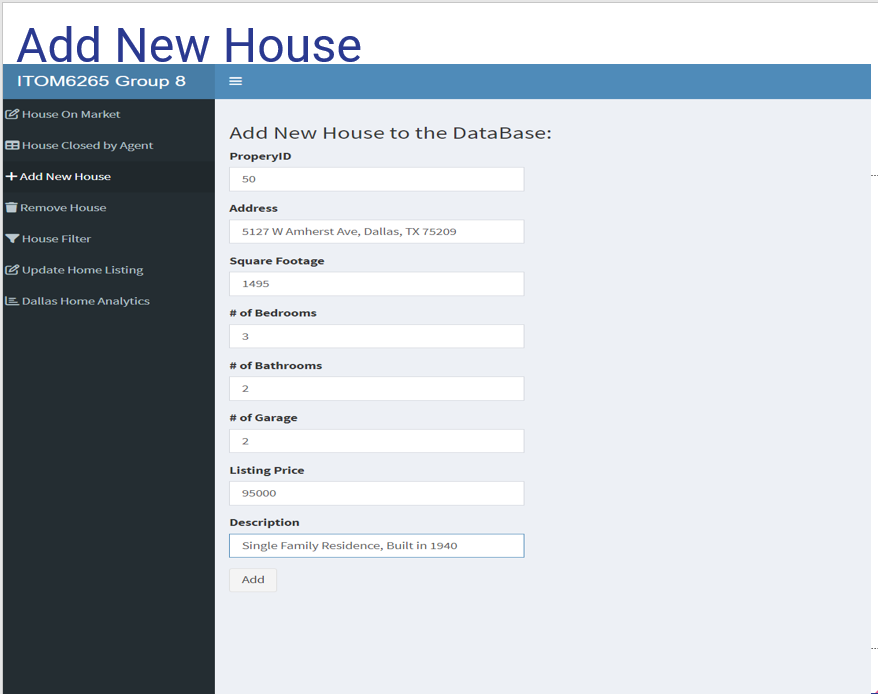 Add New House
ITOM6265 Group 8
House On Market
House Closed by Agent
Add New House
Remove House
House Filter
Update Home Listing
Dallas Home Analytics
Add New House to the DataBase:
ProperyID
50
Address
5127 W Amherst Ave, Dallas, TX 75209
Square Footage
1495
# of Bedrooms
3
# of Bathrooms
2
# of Garage
2
Listing Price
95000
Description
Single Family Residence, Built in 1940
Add